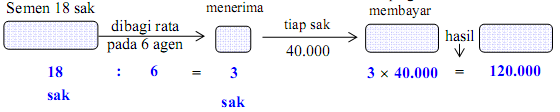 Semen 18 sak
menerima
membayar
dibagi rata
pada 6 agen
tiap sak
40.000
hasil
18 : 6 = 3 3 × 40.000 = 120.000
sak
sak